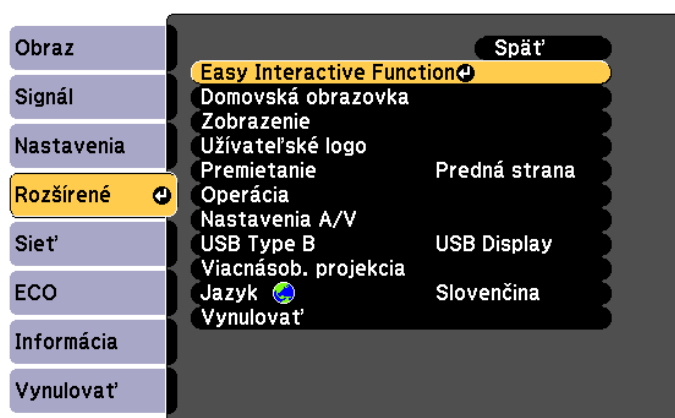 Obraz
Signál
Nastavenia
Rozšírené
Sieť
ECO
Informácia
Vynulovať
Späť
Easy Interactive Function
Domovská obrazovka
Zobrazenie
Užívateľské logo
Premietanie Predná strana
Operácia
Nastavenia A/V
USB Type B USB Display
Viacnásob. projekcia
Jazyk Slovenčina
Vynulovať